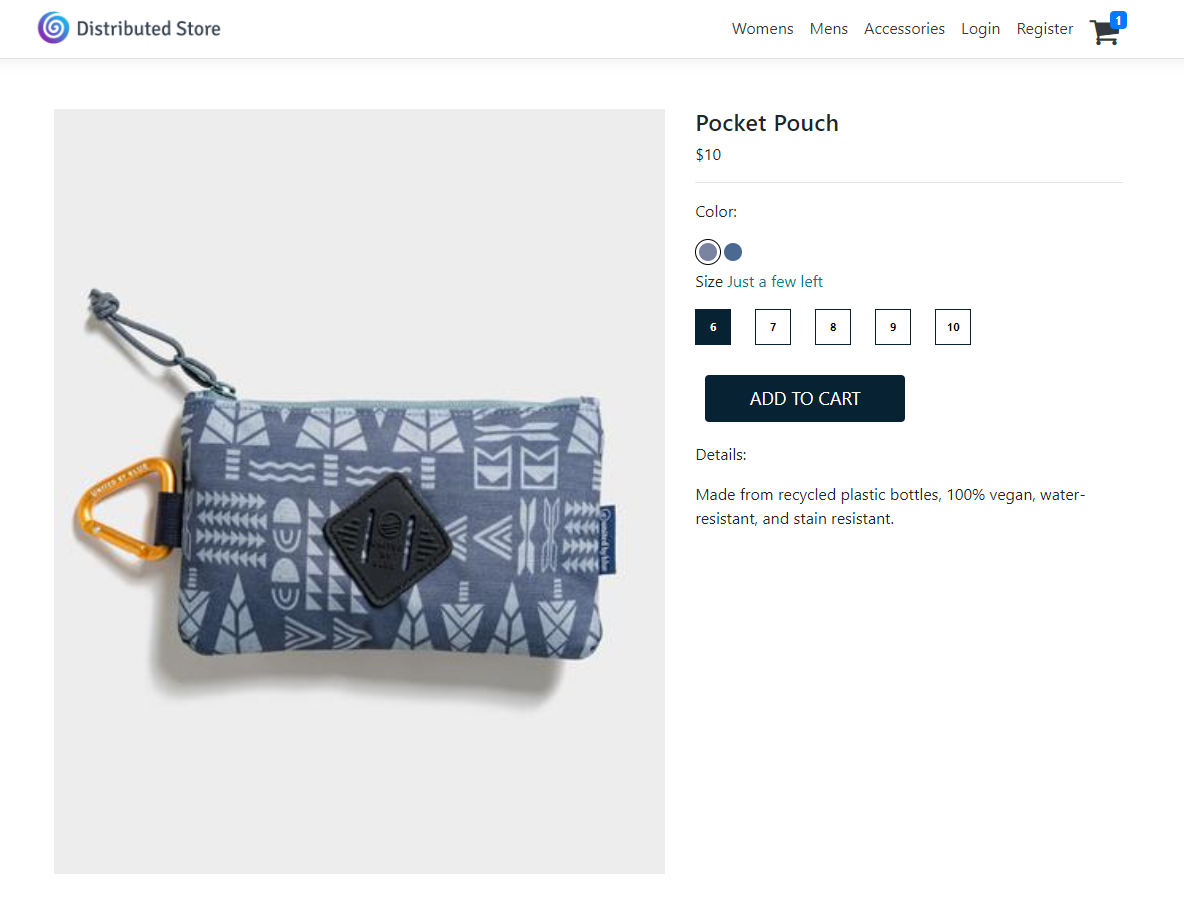 Distributed Store
Womens Mens Accessories Login Register 1
Pocket Pouch
$10
Color:
Size Just a few left
6 7 8 9 10
ADD TO CART
Details:
Made from recycled plastic bottles, 100% vegan, water-
resistant, and stain resistant.
UNITED BY BLUE
united by blue